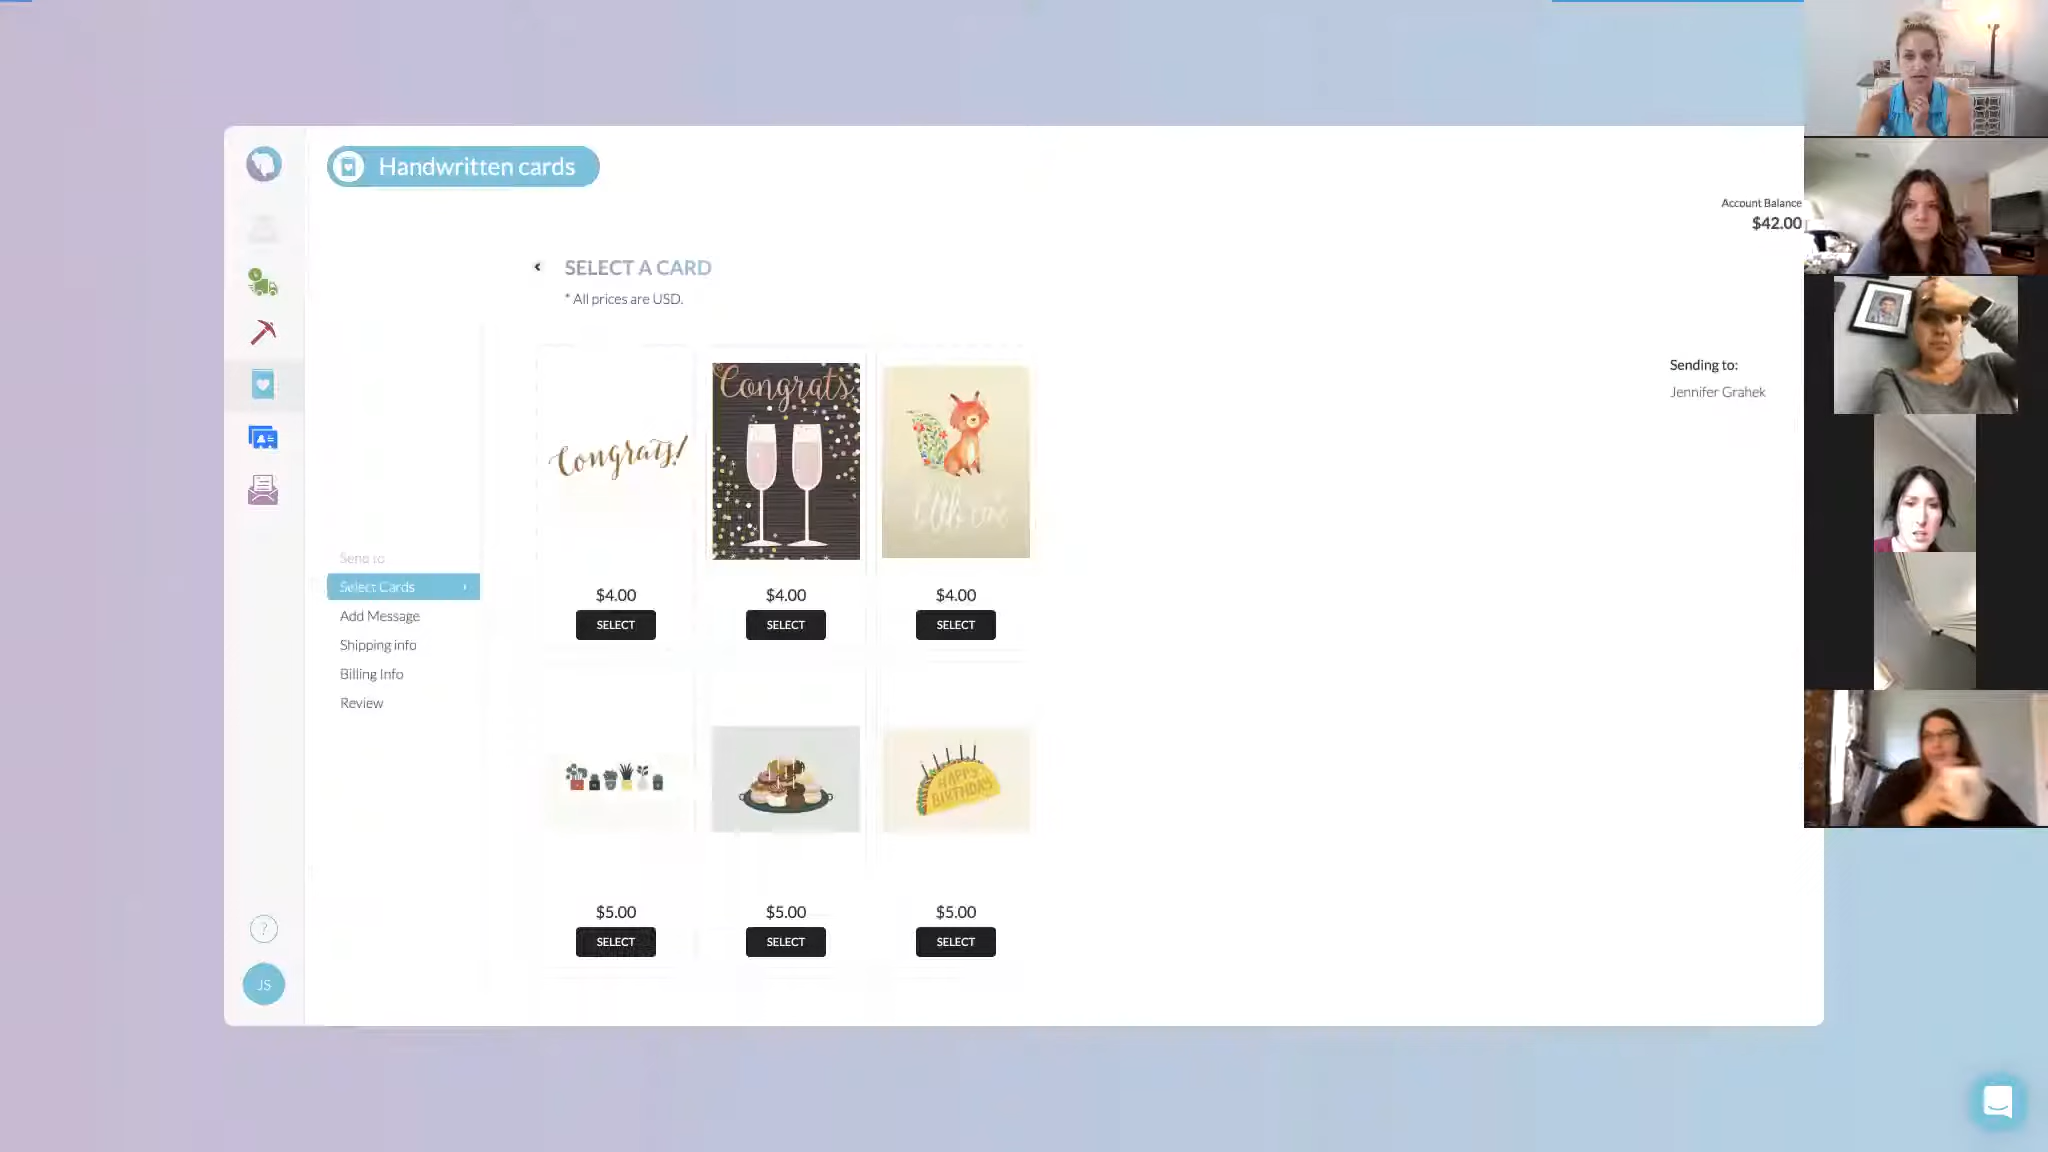 Handwritten cards
Account Balance
$42.00
SELECT A CARD
* All prices are USD.
Sending to:
Jennifer Grahek
Congrats!
Congrats
$4.00
$4.00
$4.00
SELECT
SELECT
SELECT
Send to
Select Cards
Add Message
Shipping info
Billing Info
Review
HAPPY
BIRTHDAY
$5.00
$5.00
$5.00
SELECT
SELECT
SELECT
?
JS